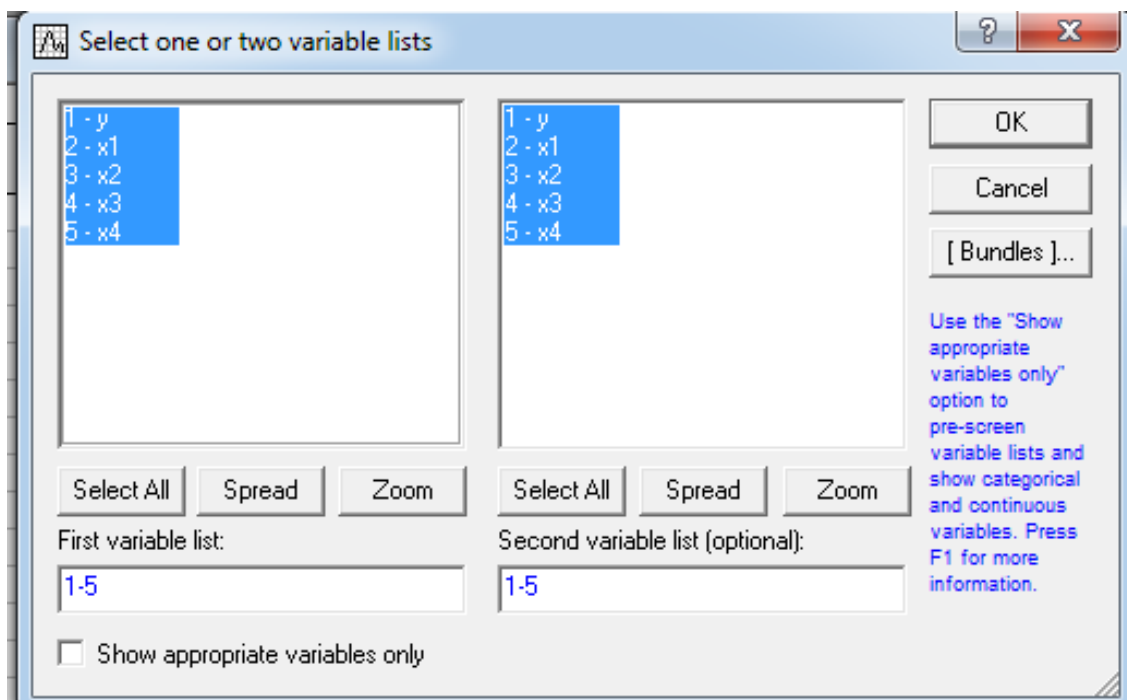 Select one or two variable lists
1 - y
2 - x1
3 - x2
4 - x3
5 - x4
1 - y
2 - x1
3 - x2
4 - x3
5 - x4
OK
Cancel
[ Bundles ]...
Use the "Show
appropriate
variables only"
option to
pre-screen
variable lists and
show categorical
and continuous
variables. Press
F1 for more
information.
Select All
Spread
Zoom
Select All
Spread
Zoom
First variable list:
Second variable list (optional):
1-5
1-5
Show appropriate variables only